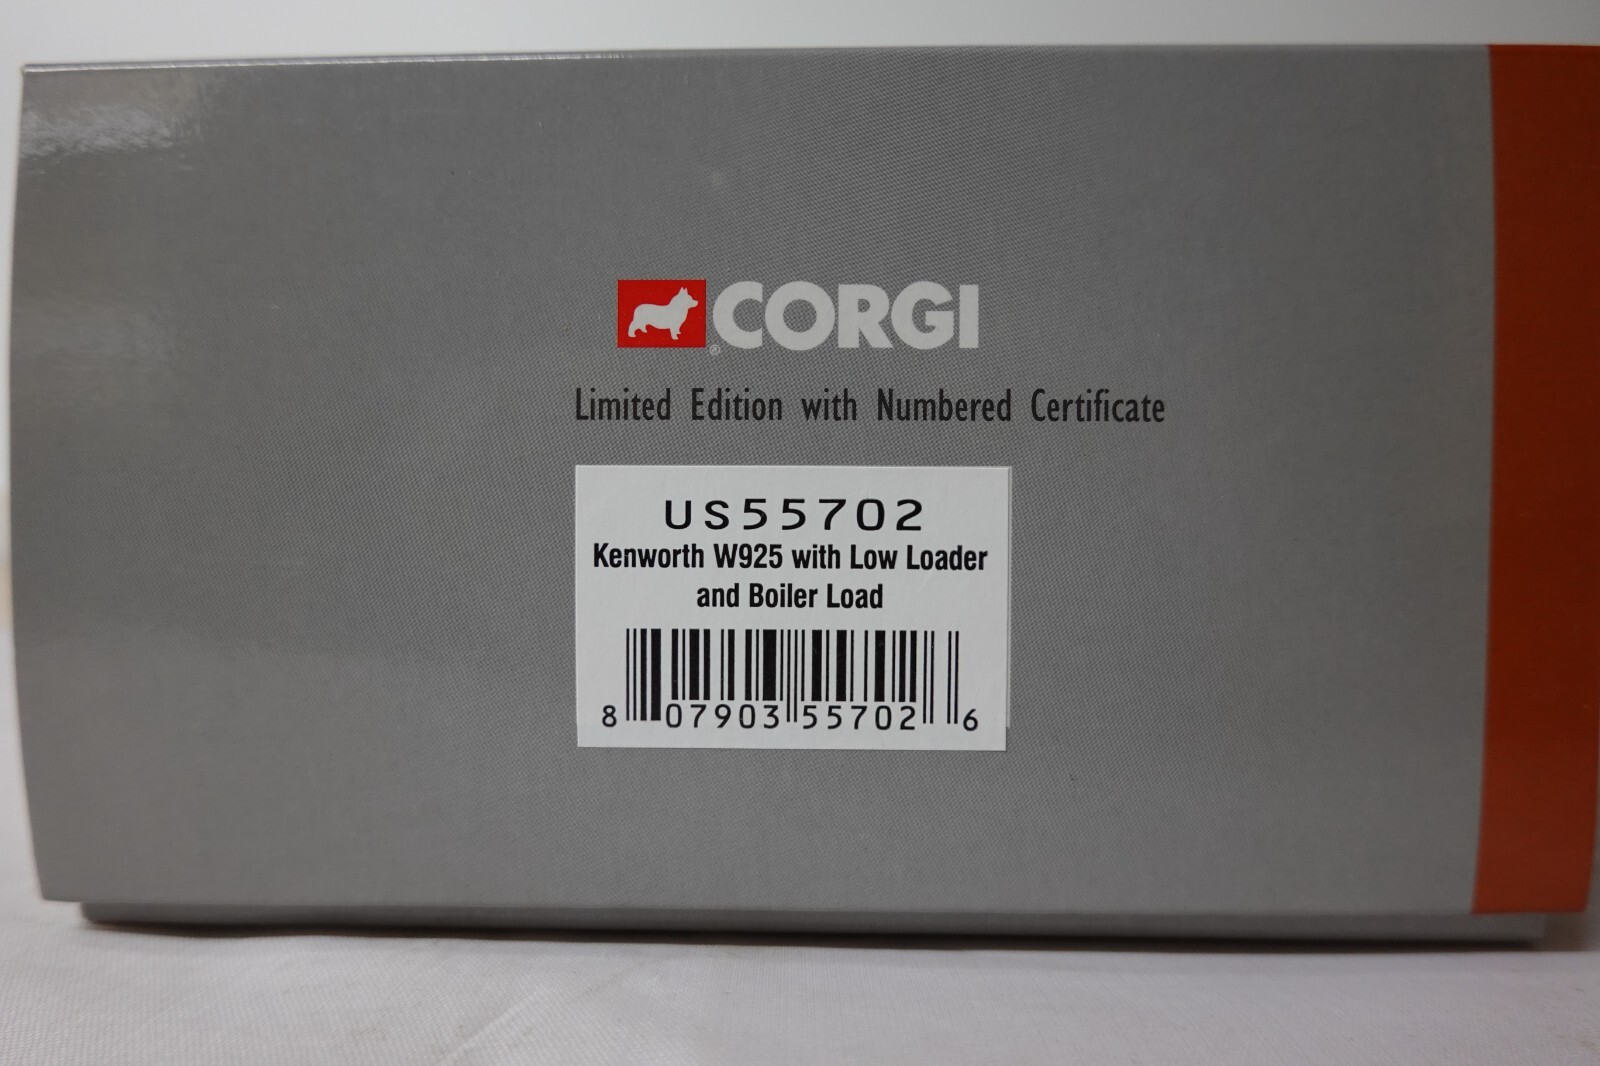 CORGI
®
Limited Edition with Numbered Certificate
US55702
Kenworth W925 with Low Loader
and Boiler Load
8 07903 55702 6